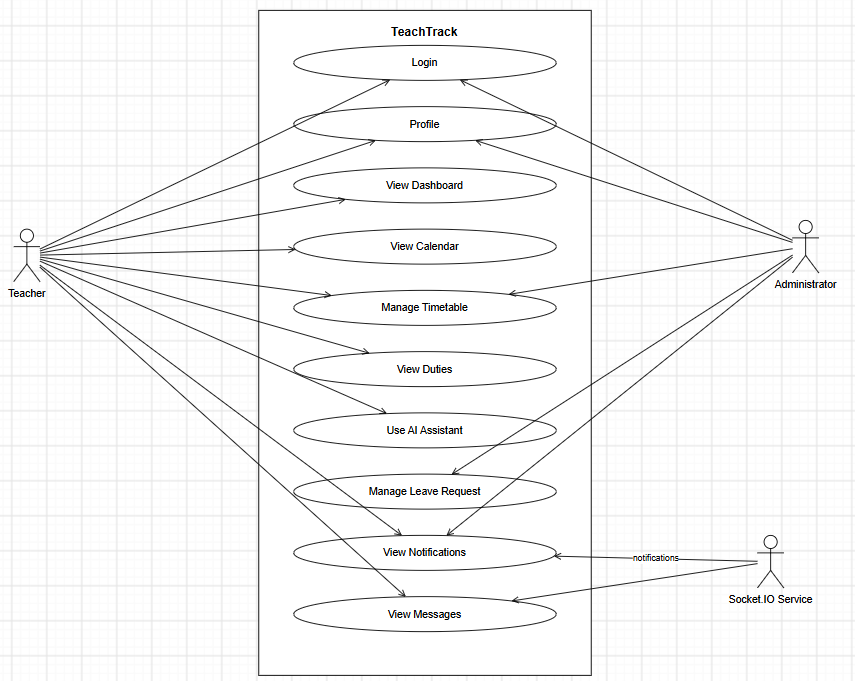 TeachTrack
Login
Profile
View Dashboard
View Calendar
Teacher
Administrator
Manage Timetable
View Duties
Use AI Assistant
Manage Leave Request
View Notifications
notifications
Socket.IO Service
View Messages